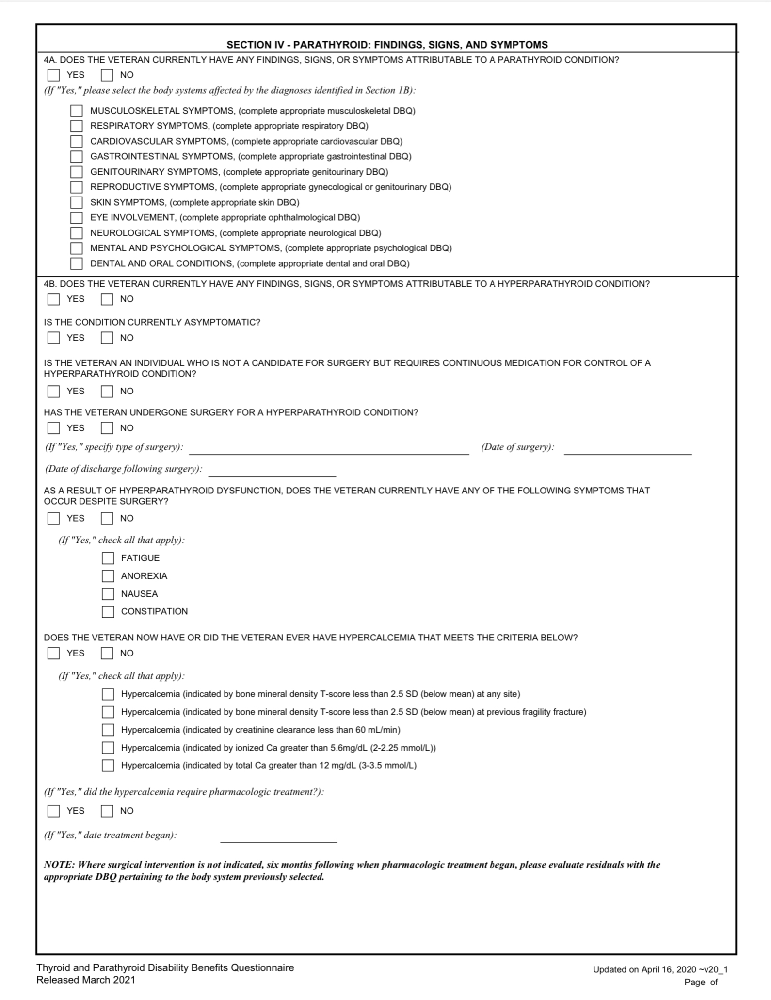 SECTION IV - PARATHYROID: FINDINGS, SIGNS, AND SYMPTOMS
4A. DOES THE VETERAN CURRENTLY HAVE ANY FINDINGS, SIGNS, OR SYMPTOMS ATTRIBUTABLE TO A PARATHYROID CONDITION?
YES NO
(If "Yes," please select the body systems affected by the diagnoses identified in Section 1B):
MUSCULOSKELETAL SYMPTOMS, (complete appropriate musculoskeletal DBQ)
RESPIRATORY SYMPTOMS, (complete appropriate respiratory DBQ)
CARDIOVASCULAR SYMPTOMS, (complete appropriate cardiovascular DBQ)
GASTROINTESTINAL SYMPTOMS, (complete appropriate gastrointestinal DBQ)
GENITOURINARY SYMPTOMS, (complete appropriate genitourinary DBQ)
REPRODUCTIVE SYMPTOMS, (complete appropriate gynecological or genitourinary DBQ)
SKIN SYMPTOMS, (complete appropriate skin DBQ)
EYE INVOLVEMENT, (complete appropriate ophthalmological DBQ)
NEUROLOGICAL SYMPTOMS, (complete appropriate neurological DBQ)
MENTAL AND PSYCHOLOGICAL SYMPTOMS, (complete appropriate psychological DBQ)
DENTAL AND ORAL CONDITIONS, (complete appropriate dental and oral DBQ)
4B. DOES THE VETERAN CURRENTLY HAVE ANY FINDINGS, SIGNS, OR SYMPTOMS ATTRIBUTABLE TO A HYPERPARATHYROID CONDITION?
YES NO
IS THE CONDITION CURRENTLY ASYMPTOMATIC?
YES NO
IS THE VETERAN AN INDIVIDUAL WHO IS NOT A CANDIDATE FOR SURGERY BUT REQUIRES CONTINUOUS MEDICATION FOR CONTROL OF A
HYPERPARATHYROID CONDITION?
YES NO
HAS THE VETERAN UNDERGONE SURGERY FOR A HYPERPARATHYROID CONDITION?
YES NO
(If "Yes," specify type of surgery): (Date of surgery):
(Date of discharge following surgery):
AS A RESULT OF HYPERPARATHYROID DYSFUNCTION, DOES THE VETERAN CURRENTLY HAVE ANY OF THE FOLLOWING SYMPTOMS THAT
OCCUR DESPITE SURGERY?
YES NO
(If "Yes," check all that apply):
FATIGUE
ANOREXIA
NAUSEA
CONSTIPATION
DOES THE VETERAN NOW HAVE OR DID THE VETERAN EVER HAVE HYPERCALCEMIA THAT MEETS THE CRITERIA BELOW?
YES NO
(If "Yes," check all that apply):
Hypercalcemia (indicated by bone mineral density T-score less than 2.5 SD (below mean) at any site)
Hypercalcemia (indicated by bone mineral density T-score less than 2.5 SD (below mean) at previous fragility fracture)
Hypercalcemia (indicated by creatinine clearance less than 60 mL/min)
Hypercalcemia (indicated by ionized Ca greater than 5.6mg/dL (2-2.25 mmol/L))
Hypercalcemia (indicated by total Ca greater than 12 mg/dL (3-3.5 mmol/L)
(If "Yes," did the hypercalcemia require pharmacologic treatment?):
YES NO
(If "Yes," date treatment began):
NOTE: Where surgical intervention is not indicated, six months following when pharmacologic treatment began, please evaluate residuals with the
appropriate DBQ pertaining to the body system previously selected.
Thyroid and Parathyroid Disability Benefits Questionnaire
Released March 2021
Updated on April 16, 2020 ~v20_1
Page of